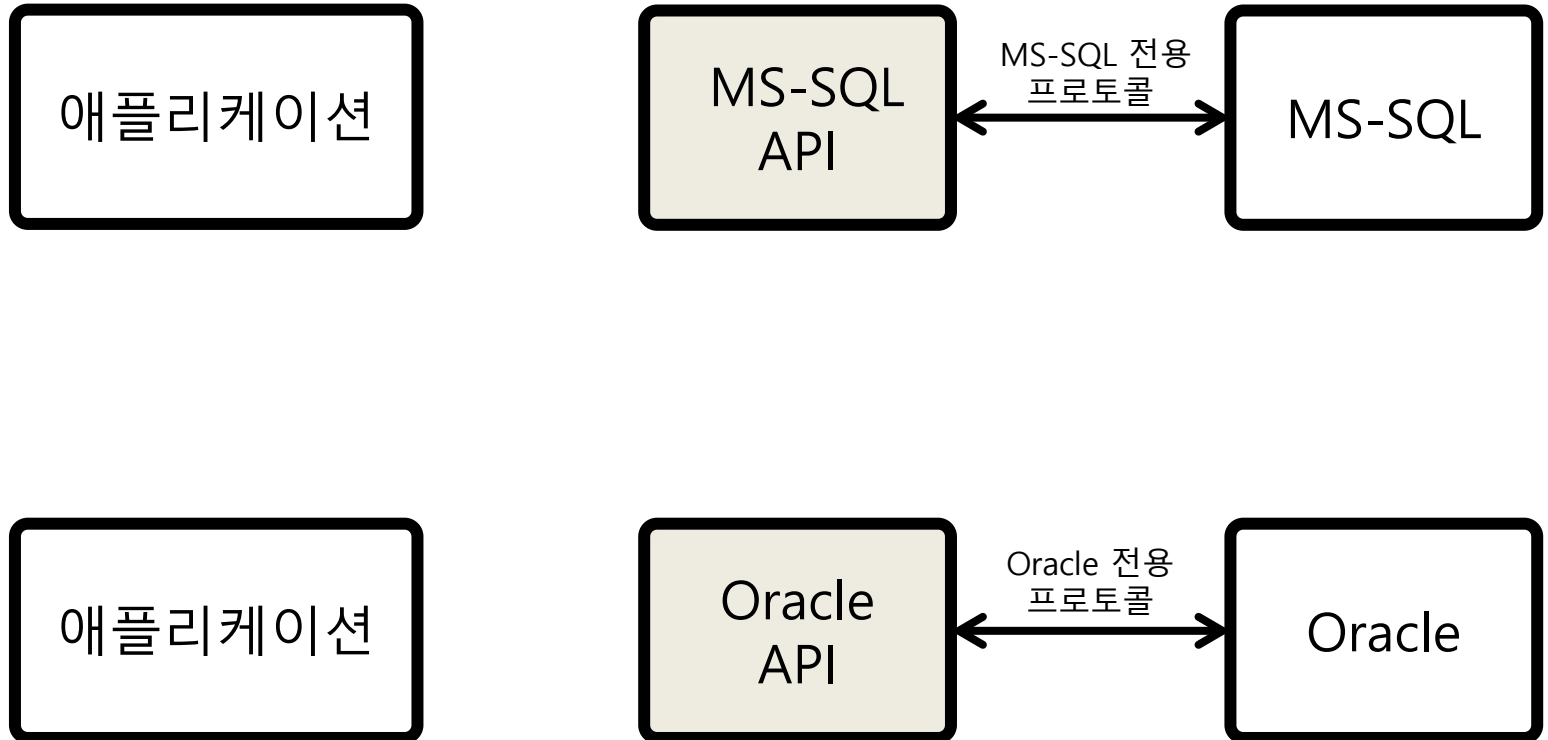 애플리케이션
MS-SQL
API
MS-SQL 전용
프로토콜
MS-SQL
애플리케이션
Oracle
API
Oracle 전용
프로토콜
Oracle